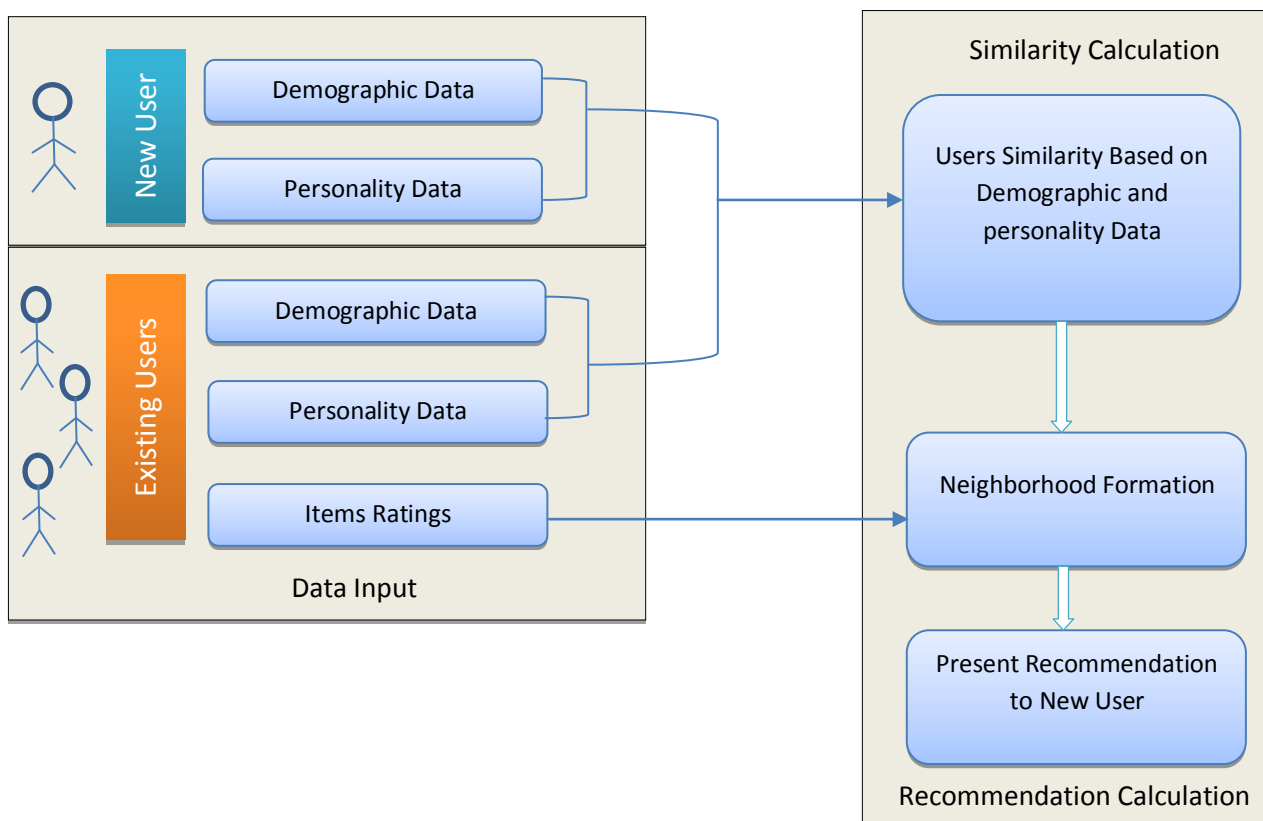 New User
Demographic Data
Personality Data
Existing Users
Demographic Data
Personality Data
Items Ratings
Data Input
Similarity Calculation
Users Similarity Based on
Demographic and
personality Data
Neighborhood Formation
Present Recommendation
to New User
Recommendation Calculation